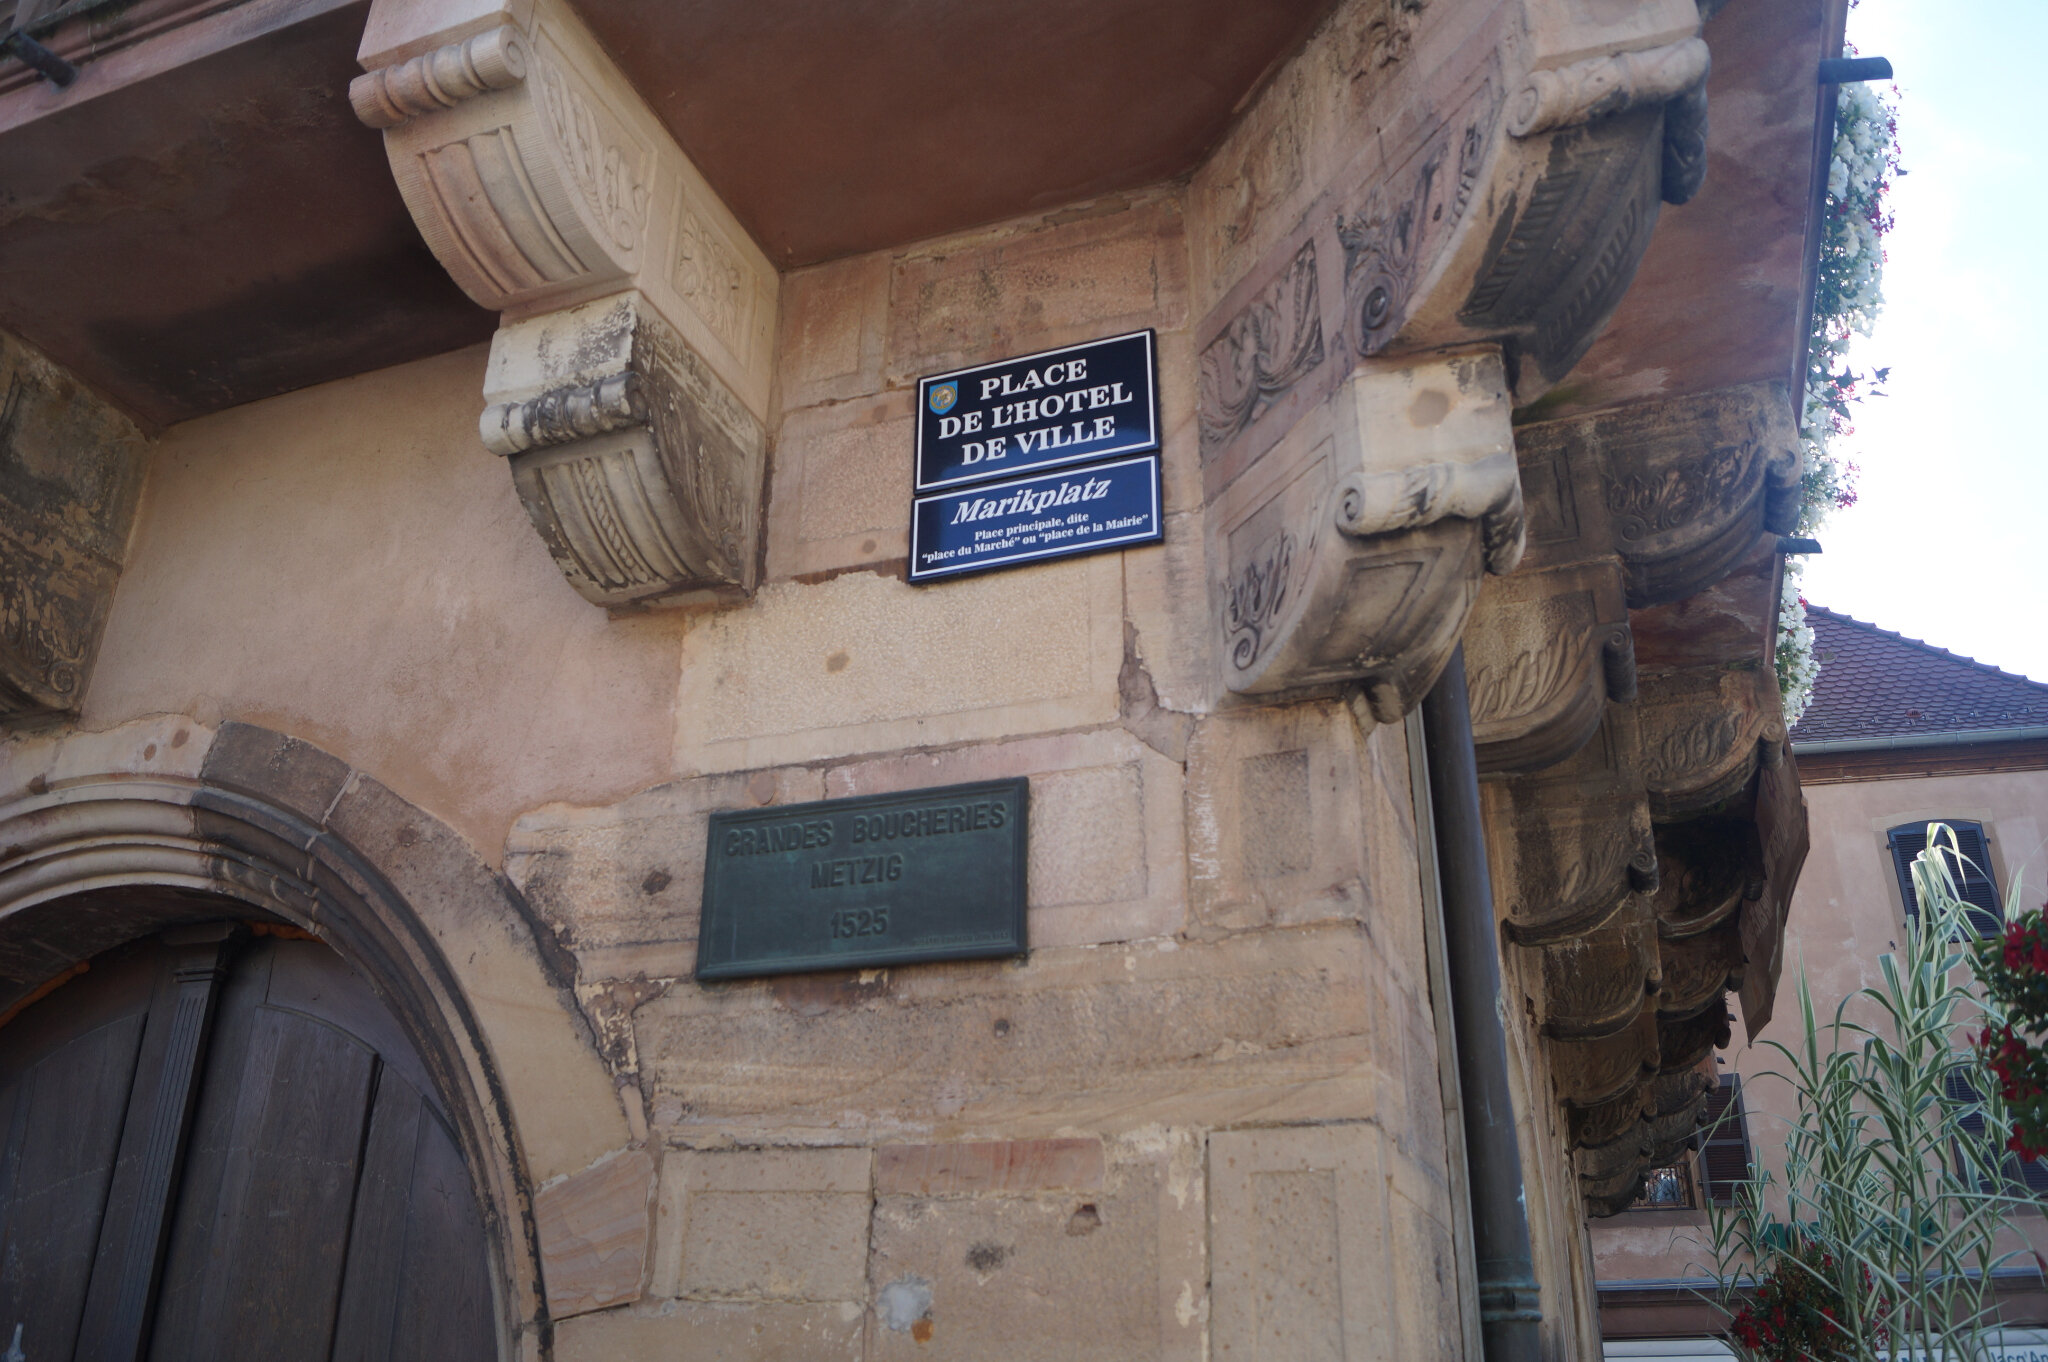 PLACE
DE L'HOTEL
DE VILLE
Marikplatz
Place principale, dite
"place du Marché" ou "place de la Mairie"
GRANDES BOUCHERIES
METZIG
1525